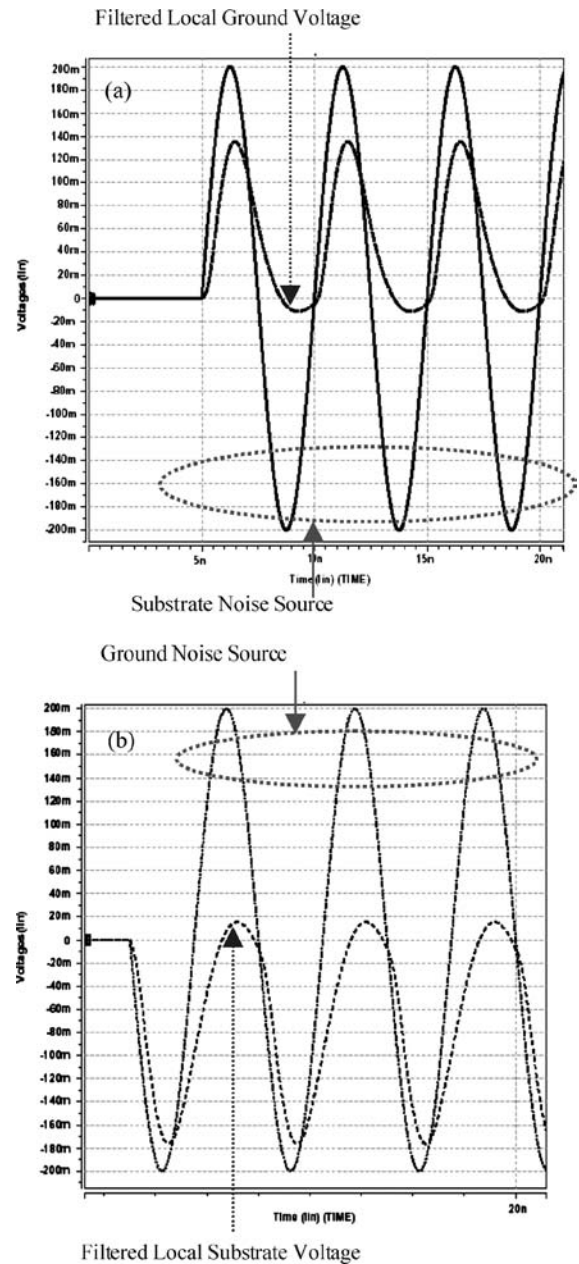 Filtered Local Ground Voltage
(a)
200m
180m
160m
140m
120m
100m
80m
60m
40m
20m
0
-20m
-40m
-60m
-80m
-100m
-120m
-140m
-160m
-180m
-200m
Voltages (lin)
5n
10n
15n
20n
Time (lin) (TIME)
Substrate Noise Source
Ground Noise Source
(b)
200m
180m
160m
140m
120m
100m
80m
60m
40m
20m
0
-20m
-40m
-60m
-80m
-100m
-120m
-140m
-160m
-180m
-200m
Voltages (lin)
20n
Time (lin) (TIME)
Filtered Local Substrate Voltage